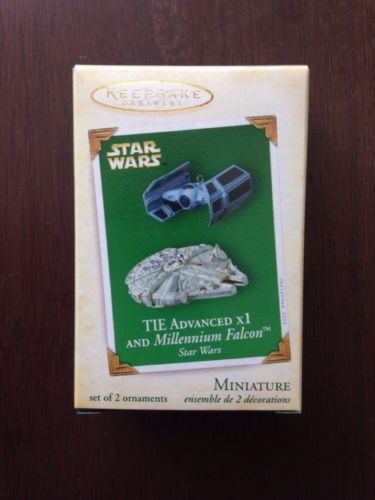 KEEPSAKE
ORNAMENT
STAR
WARS
TIE ADVANCED X1
AND Millennium Falcon™
Star Wars
MINIATURE
set of 2 ornaments
ensemble de 2 décorations